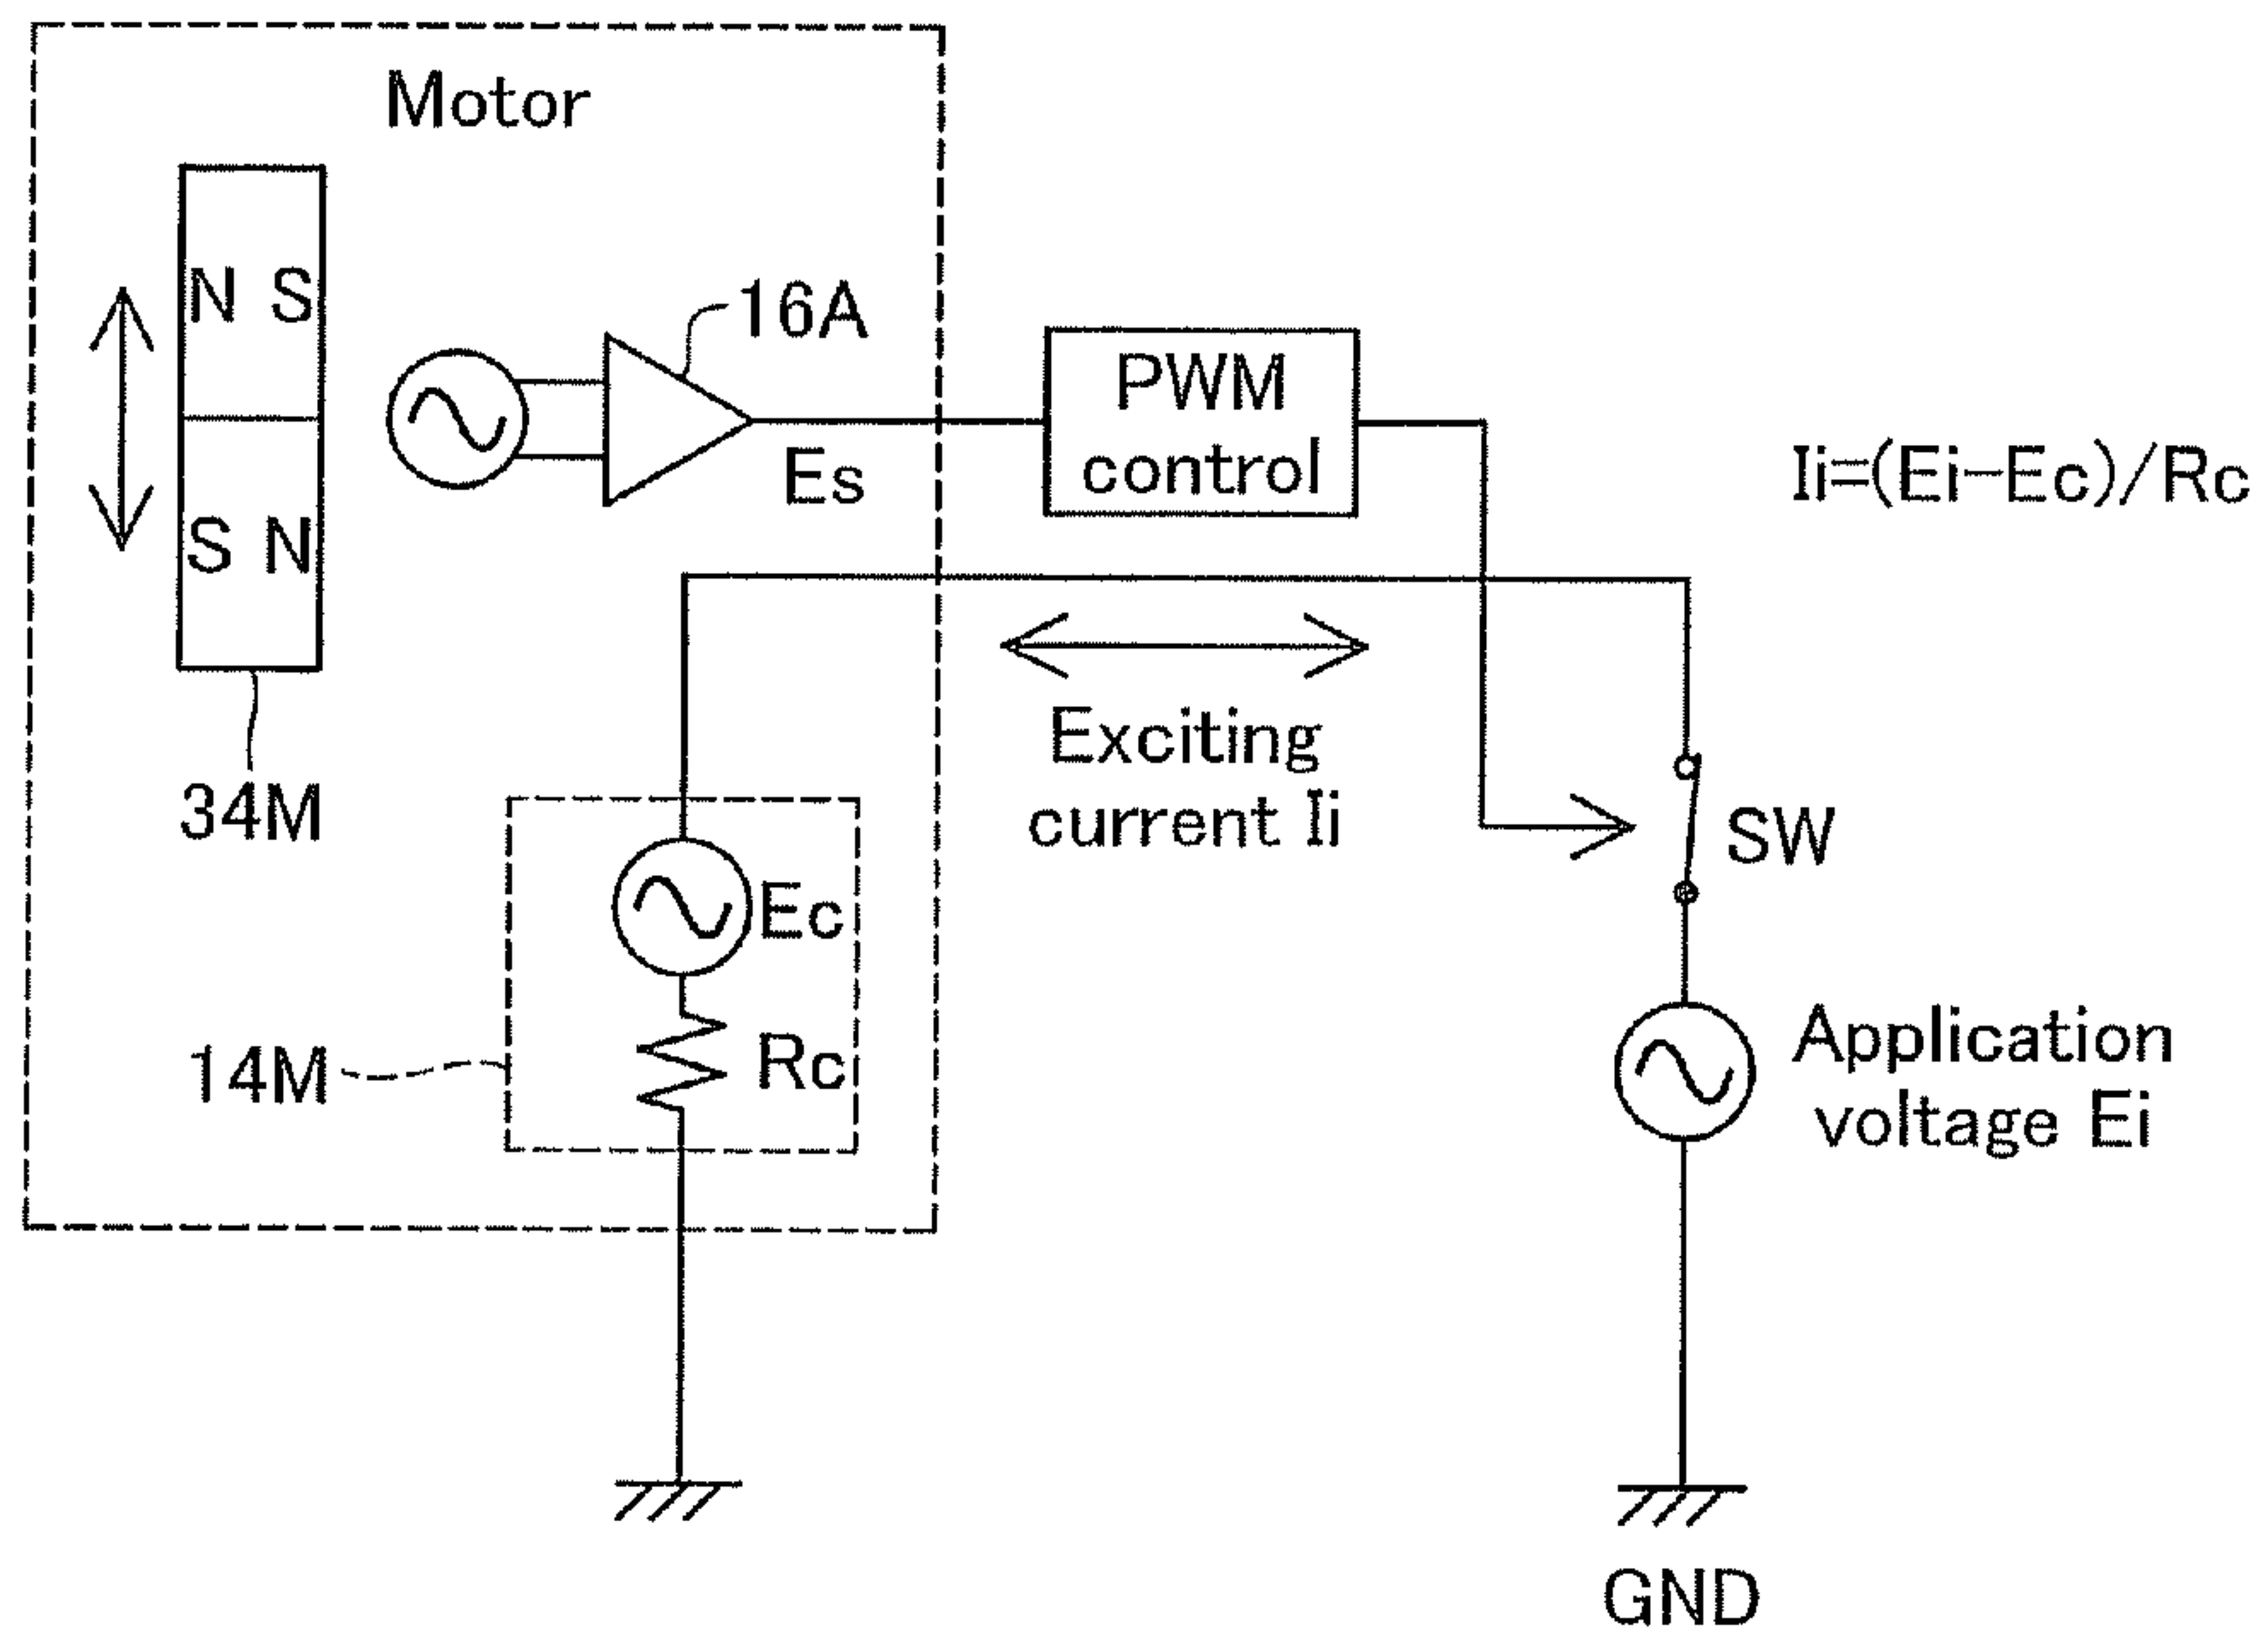 Motor
N S
S N
34M
16A
Es
PWM
control
Ii=(Ei-Ec)/Rc
Exciting
current Ii
SW
Ec
Rc
14M
Application
voltage Ei
GND